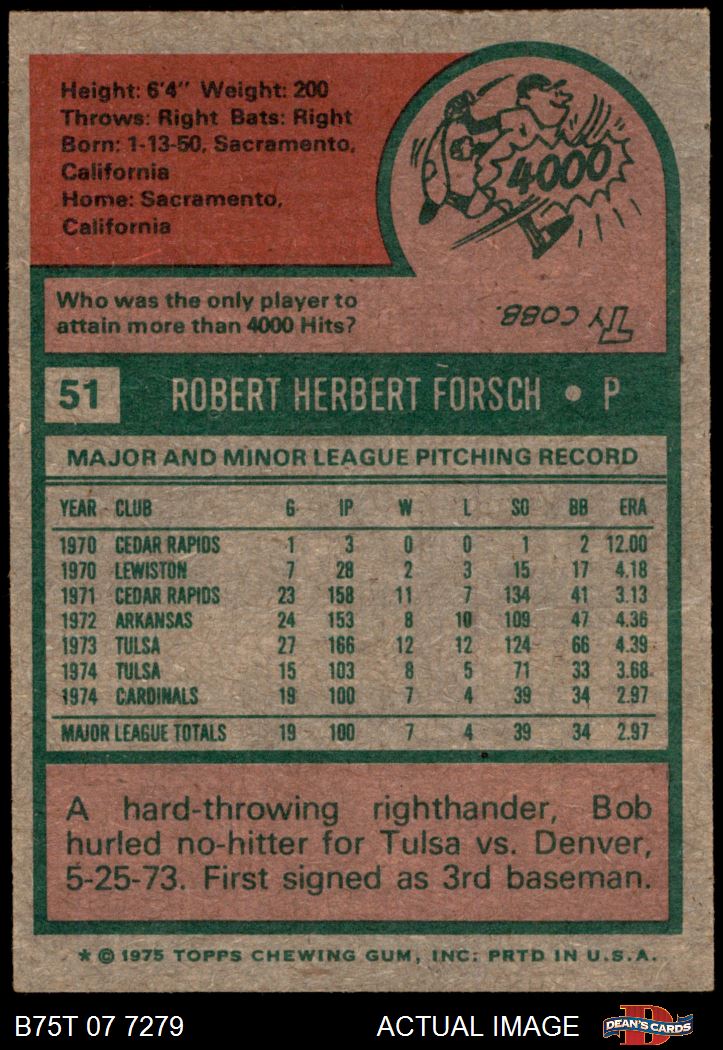 Height: 6'4" Weight: 200
Throws: Right Bats: Right
Born: 1-13-50, Sacramento,
California
Home: Sacramento,
California
4000
Who was the only player to
attain more than 4000 Hits?
TY COBB.
51 ROBERT HERBERT FORSCH • P
MAJOR AND MINOR LEAGUE PITCHING RECORD
YEAR CLUB G IP W L SO BB ERA
1970 CEDAR RAPIDS 1 3 0 0 1 2 12.00
1970 LEWISTON 7 28 2 3 15 17 4.18
1971 CEDAR RAPIDS 23 158 11 7 134 41 3.13
1972 ARKANSAS 24 153 8 10 109 47 4.36
1973 TULSA 27 166 12 12 124 66 4.39
1974 TULSA 15 103 8 5 71 33 3.68
1974 CARDINALS 19 100 7 4 39 34 2.97
MAJOR LEAGUE TOTALS 19 100 7 4 39 34 2.97
A hard-throwing righthander, Bob
hurled no-hitter for Tulsa vs. Denver,
5-25-73. First signed as 3rd baseman.
* © 1975 TOPPS CHEWING GUM, INC. PRTD IN U.S.A.
B75T 07 7279 ACTUAL IMAGE D DEAN'S CARDS